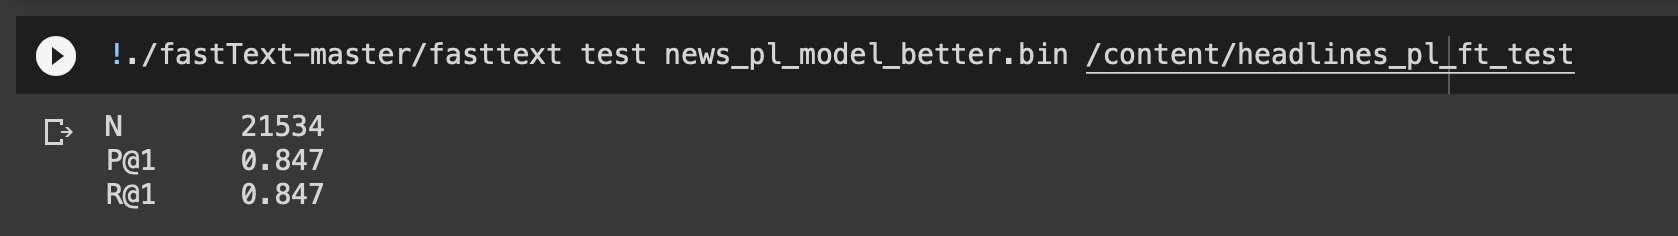 !./fastText-master/fasttext test news_pl_model_better.bin /content/headlines_pl_ft_test
N 21534
P@1 0.847
R@1 0.847